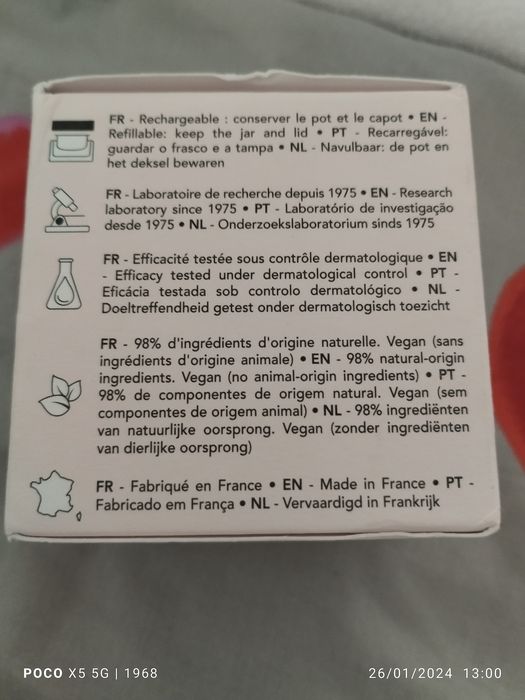 FR - Rechargeable : conserver le pot et le capot • EN -
Refillable: keep the jar and lid • PT - Recarregável:
guardar o frasco e a tampa • NL - Navulbaar: de pot en
het deksel bewaren
FR - Laboratoire de recherche depuis 1975 • EN - Research
laboratory since 1975 • PT - Laboratório de investigação
desde 1975 • NL - Onderzoekslaboratorium sinds 1975
FR - Efficacité testée sous contrôle dermatologique • EN
- Efficacy tested under dermatological control • PT -
Eficácia testada sob controlo dermatológico • NL -
Doeltreffendheid getest onder dermatologisch toezicht
FR - 98% d'ingrédients d'origine naturelle. Vegan (sans
ingrédients d'origine animale) • EN - 98% natural-origin
ingredients. Vegan (no animal-origin ingredients) • PT -
98% de componentes de origem natural. Vegan (sem
componentes de origem animal) • NL - 98% ingrediënten
van natuurlijke oorsprong. Vegan (zonder ingrediënten
van dierlijke oorsprong)
FR - Fabriqué en France • EN - Made in France • PT -
Fabricado em França • NL - Vervaardigd in Frankrijk
POCO X5 5G | 1968
26/01/2024 13:00